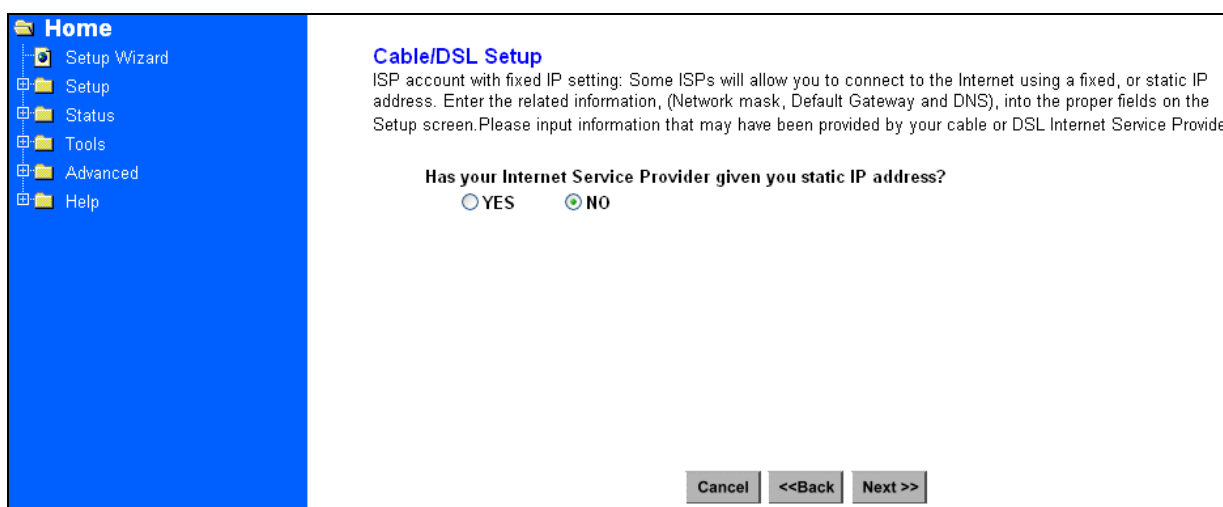 Home
Setup Wizard
Setup
Status
Tools
Advanced
Help
Cable/DSL Setup
ISP account with fixed IP setting: Some ISPs will allow you to connect to the Internet using a fixed, or static IP
address. Enter the related information, (Network mask, Default Gateway and DNS), into the proper fields on the
Setup screen.Please input information that may have been provided by your cable or DSL Internet Service Provide
Has your Internet Service Provider given you static IP address?
YES NO
Cancel <<Back Next >>